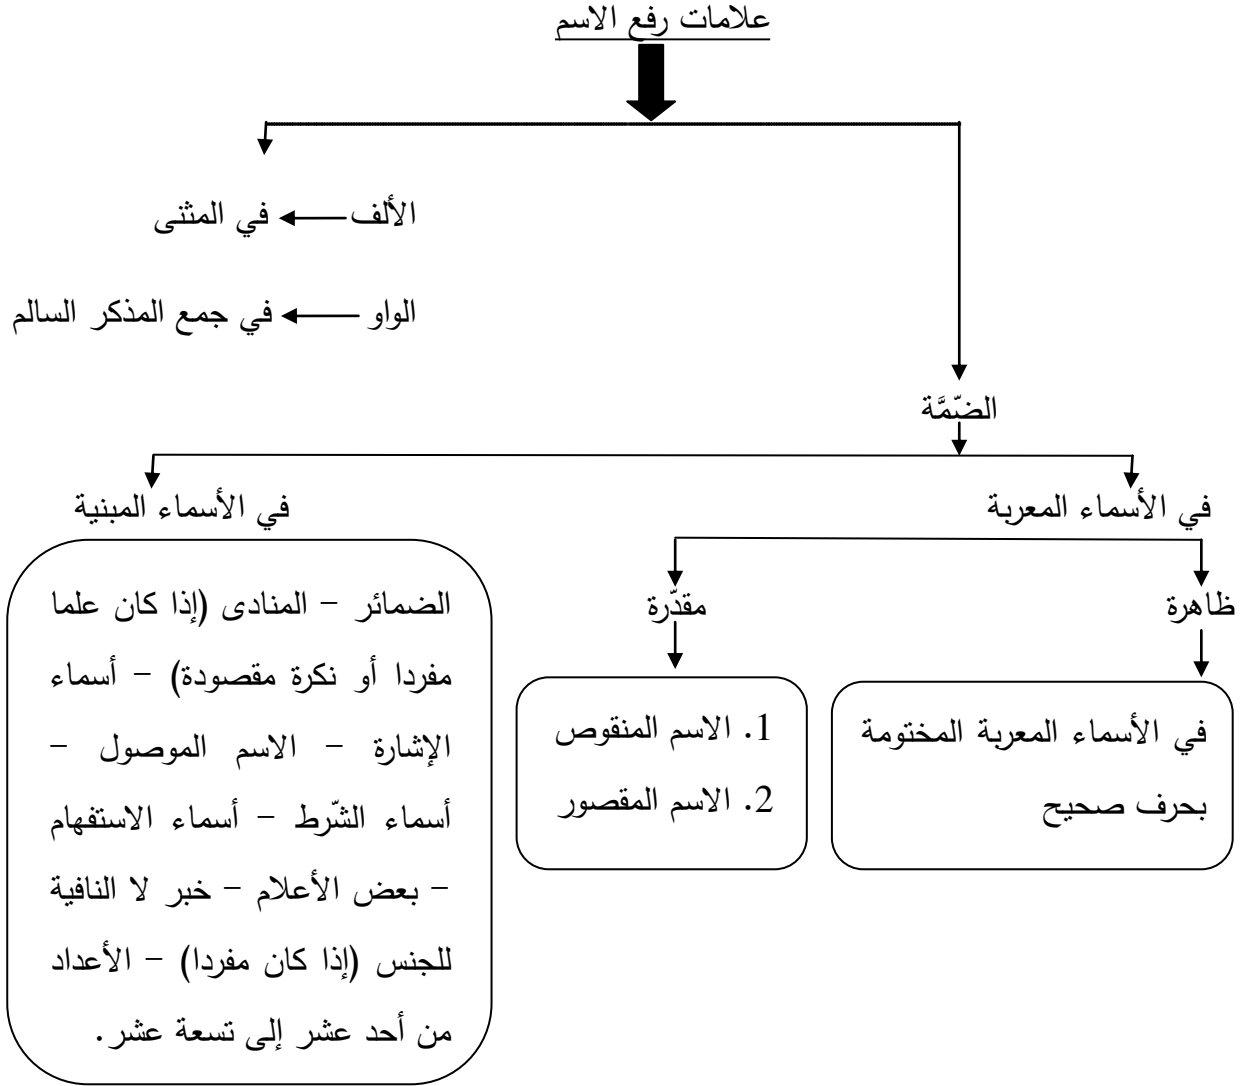 علامات رفع الاسم
الألف في المثنى
الواو في جمع المذكر السالم
الضّمَّة
في الأسماء المعربة
في الأسماء المبنية
ظاهرة
مقدّرة
في الأسماء المعربة المختومة
بحرف صحيح
1. الاسم المنقوص
2. الاسم المقصور
الضمائر – المنادى (إذا كان علما
مفردا أو نكرة مقصودة) – أسماء
الإشارة – الاسم الموصول –
أسماء الشّرط – أسماء الاستفهام
– بعض الأعلام – خبر لا النافية
للجنس (إذا كان مفردا) – الأعداد
من أحد عشر إلى تسعة عشر.